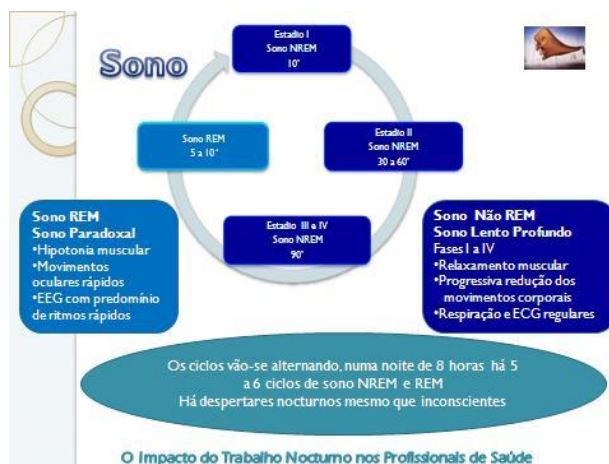 Sono
Estadio I
Sono NREM
10'
Sono REM
5 a 10'
Estadio II
Sono NREM
30 a 60'
Estadio III e IV
Sono NREM
90'
Sono REM
Sono Paradoxal
•Hipotonia muscular
•Movimentos
oculares rápidos
•EEG com predomínio
de ritmos rápidos
Sono Não REM
Sono Lento Profundo
Fases I a IV
•Relaxamento muscular
•Progressiva redução dos
movimentos corporais
•Respiração e ECG regulares
Os ciclos vão-se alternando, numa noite de 8 horas há 5
a 6 ciclos de sono NREM e REM
Há despertares nocturnos mesmo que inconscientes
O Impacto do Trabalho Nocturno nos Profissionais de Saúde